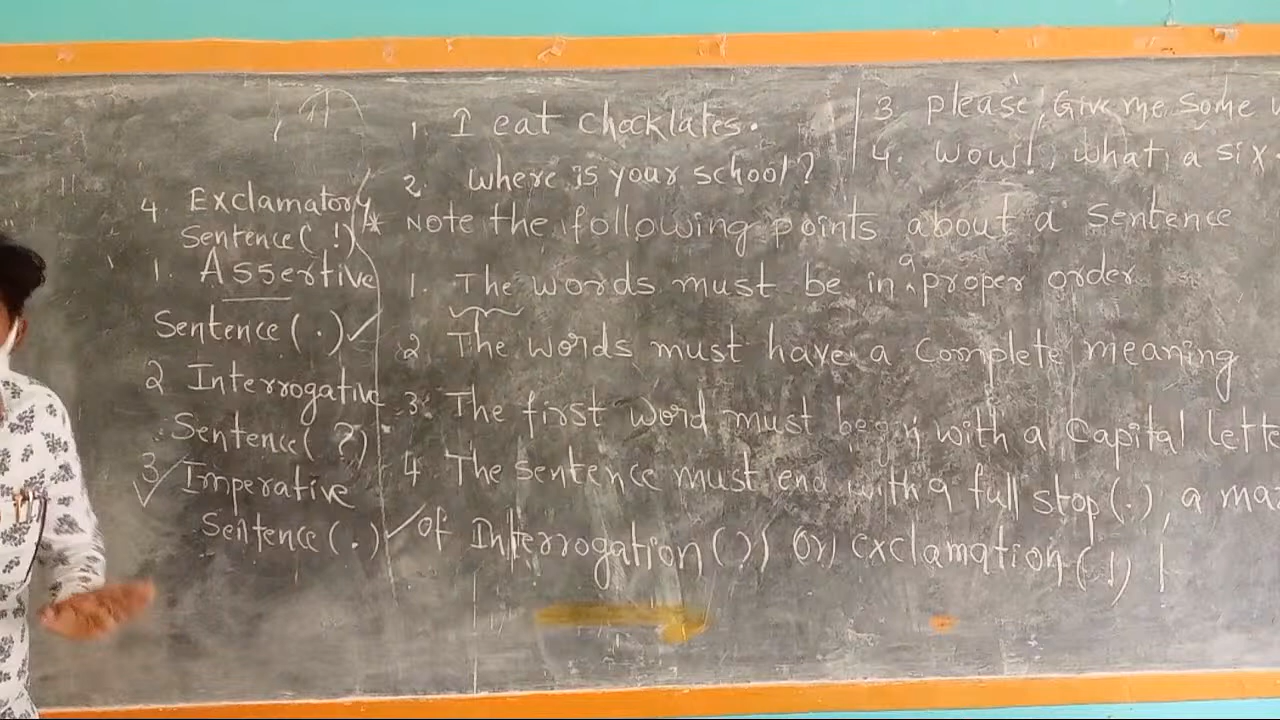 1. I eat chocklates.
2. where is your school?
3. please, Give me some
4. wow!, what a six
* Note the following points about a sentence
1. The words must be in a proper order
2 The words must have a complete meaning
3. The first word must begin with a capital lette
4 The sentence must end with a full stop(.), a ma
of Interrogation(?) or exclamation(!)
4. Exclamatory
Sentence(!)
1. Assertive
Sentence(.)
2 Interrogative
Sentence(?)
3 Imperative
Sentence(.)